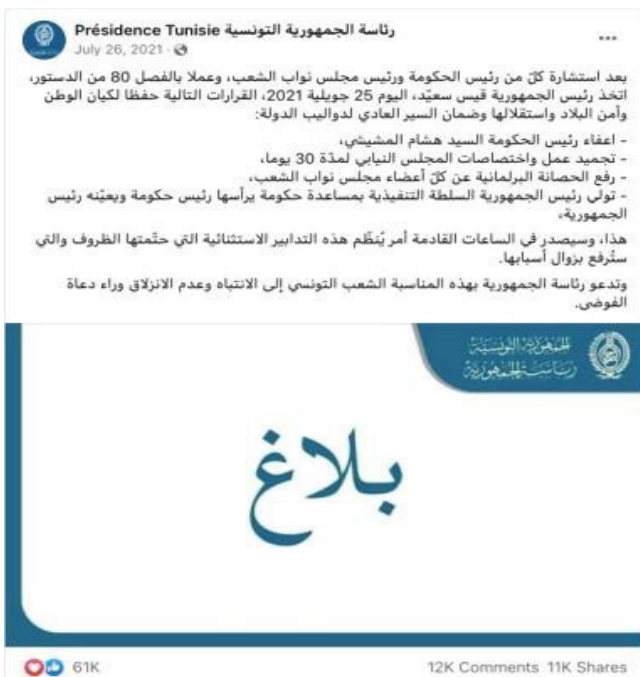 Présidence Tunisie رئاسة الجمهورية التونسية
July 26, 2021
بعد استشارة كلّ من رئيس الحكومة ورئيس مجلس نواب الشعب، وعملا بالفصل 80 من الدستور،
اتخذ رئيس الجمهورية قيس سعيّد، اليوم 25 جويلية 2021، القرارات التالية حفظا لكيان الوطن
وأمن البلاد واستقلالها وضمان السير العادي لدواليب الدولة:
- اعفاء رئيس الحكومة السيد هشام المشيشي،
- تجميد عمل واختصاصات المجلس النيابي لمدّة 30 يوما،
- رفع الحصانة البرلمانية عن كلّ أعضاء مجلس نواب الشعب،
- تولي رئيس الجمهورية السلطة التنفيذية بمساعدة حكومة يرأسها رئيس حكومة ويعيّنه رئيس
الجمهورية،
هذا، وسيصدر في الساعات القادمة أمر يُنظّم هذه التدابير الاستثنائية التي حتّمتها الظروف والتي
ستُرفع بزوال أسبابها.
وتدعو رئاسة الجمهورية بهذه المناسبة الشعب التونسي إلى الانتباه وعدم الانزلاق وراء دعاة
الفوضى.
الجمهورية التونسية
رئاسة الجمهورية
بلاغ
61K
12K Comments 11K Shares